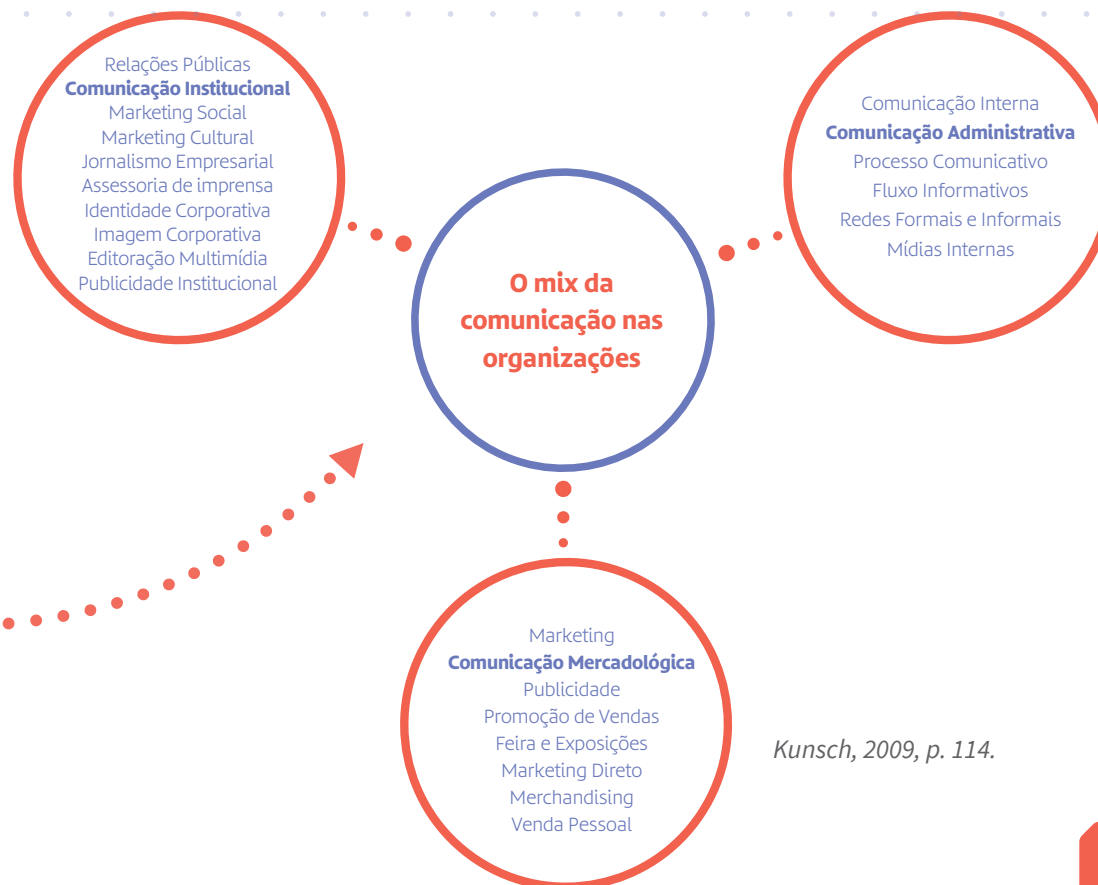 Relações Públicas
Comunicação Institucional
Marketing Social
Marketing Cultural
Jornalismo Empresarial
Assessoria de imprensa
Identidade Corporativa
Imagem Corporativa
Editoração Multimídia
Publicidade Institucional
Comunicação Interna
Comunicação Administrativa
Processo Comunicativo
Fluxo Informativos
Redes Formais e Informais
Mídias Internas
O mix da
comunicação nas
organizações
Marketing
Comunicação Mercadológica
Publicidade
Promoção de Vendas
Feira e Exposições
Marketing Direto
Merchandising
Venda Pessoal
Kunsch, 2009, p. 114.